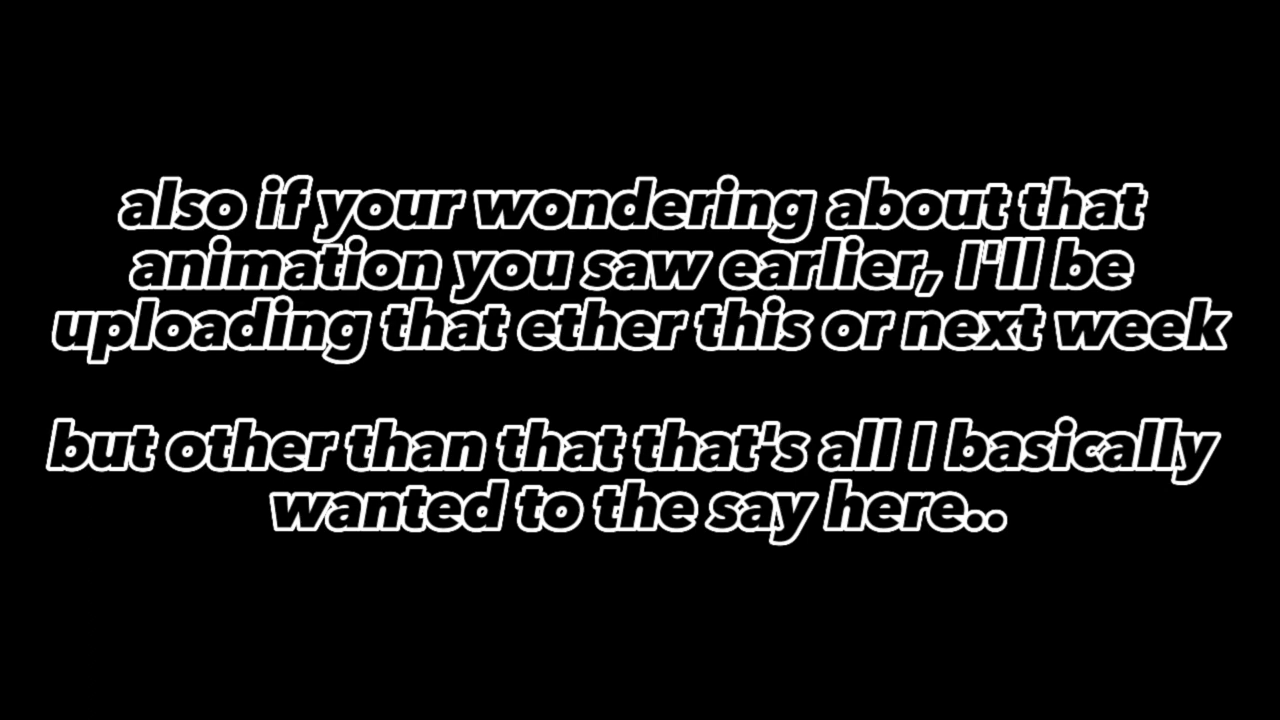 also if your wondering about that
animation you saw earlier, I'll be
uploading that ether this or next week
but other than that that's all I basically
wanted to the say here..